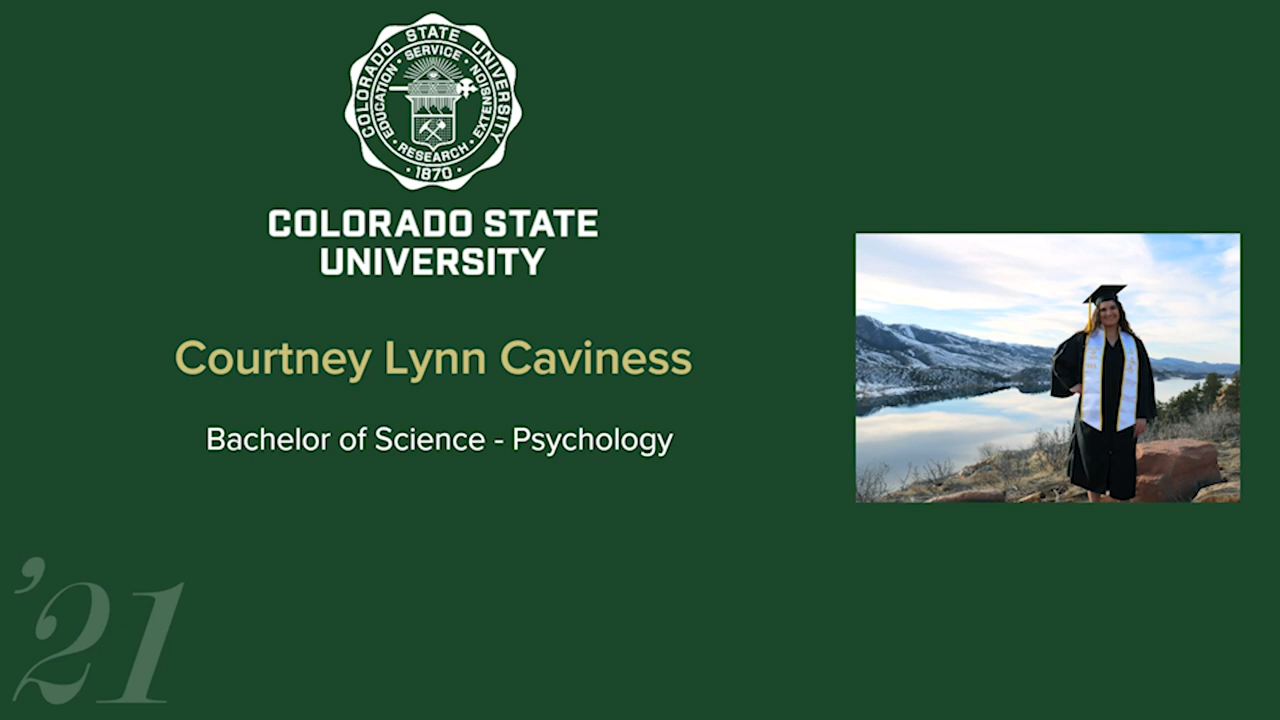 COLORADO STATE UNIVERSITY
EDUCATION · SERVICE · EXTENSION
· RESEARCH ·
· 1870 ·
COLORADO STATE
UNIVERSITY
Courtney Lynn Caviness
Bachelor of Science - Psychology
’21